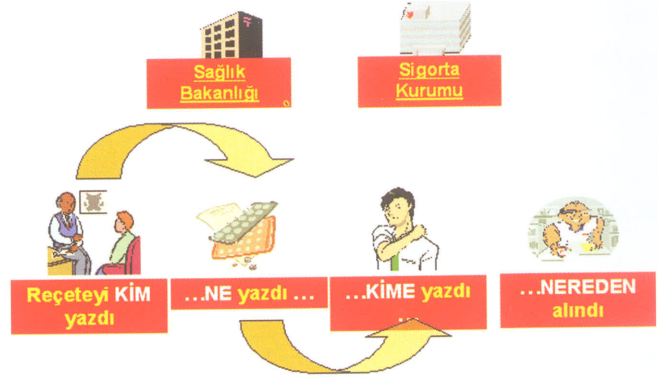 Sağlık
Bakanlığı
Sigorta
Kurumu
Reçeteyi KİM
yazdı
...NE yazdı ...
...KİME yazdı
...
...NEREDEN
alındı